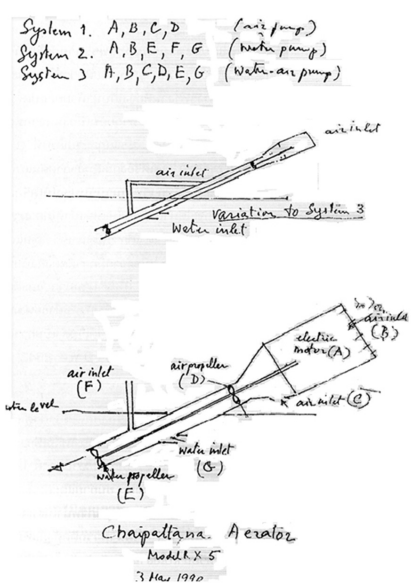 System 1. A, B, C, D (air pump)
System 2. A, B, E, F, G (water pump)
System 3 A, B, C, D, E, G (water-air pump)
air inlet
air inlet
Variation to System 3
Water inlet
air inlet
(B)
electric
motor (A)
air propeller
(D)
air inlet
(F)
air inlet (C)
water level
water inlet
(G)
water propeller
(E)
Chaipattana Aerator
Model RX 5
3 May 1990